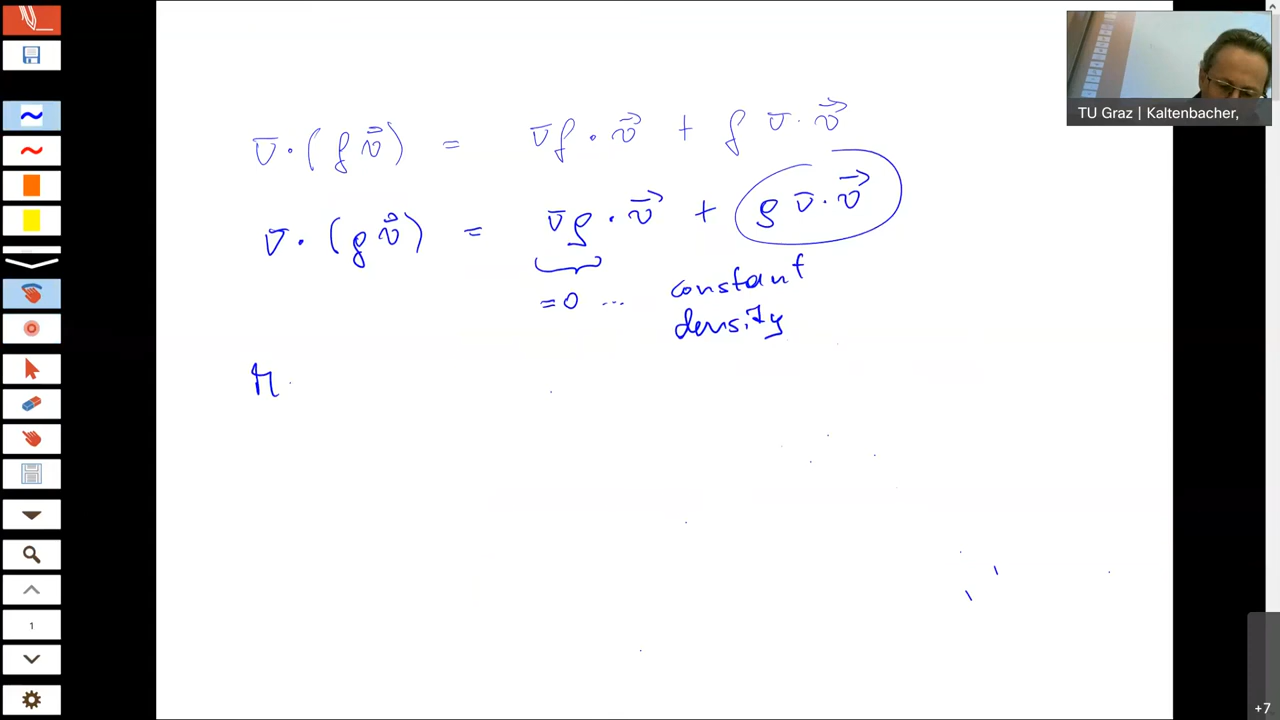 ∇·(ρv⃗) = ∇ρ·v⃗ + ρ∇·v⃗
TU Graz | Kaltenbacher,
∇·(ρv⃗) = ∇ρ·v⃗ + ρ∇·v⃗
=0 ... constant
density
M
1
+7